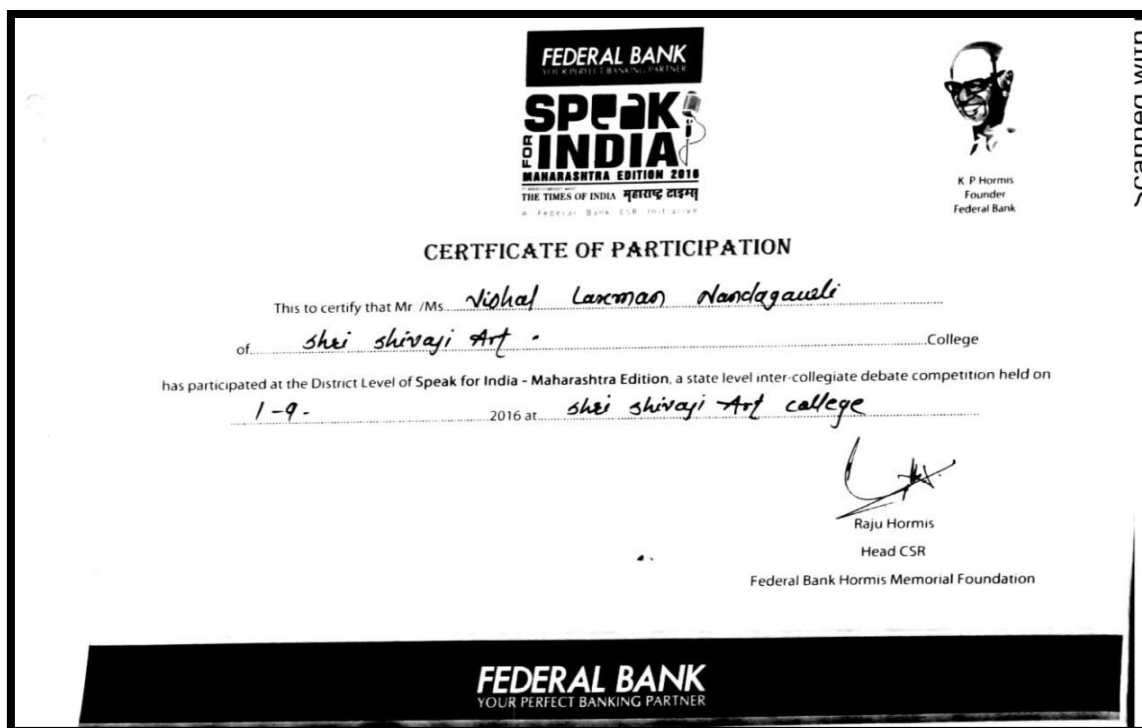 FEDERAL BANK
YOUR PERFECT BANKING PARTNER
SPEAK
FOR
INDIA
MAHARASHTRA EDITION 2016
THE TIMES OF INDIA महाराष्ट्र टाइम्स
A Federal Bank CSR Initiative
K P Hormis
Founder
Federal Bank
CERTFICATE OF PARTICIPATION
This to certify that Mr. /Ms. Vishal Laxman Nandagawli
of shri shivaji Art . College
has participated at the District Level of Speak for India - Maharashtra Edition, a state level inter-collegiate debate competition held on
1-9- 2016 at shri shivaji Art college
Raju Hormis
Head CSR
Federal Bank Hormis Memorial Foundation
FEDERAL BANK
YOUR PERFECT BANKING PARTNER
Scanned with